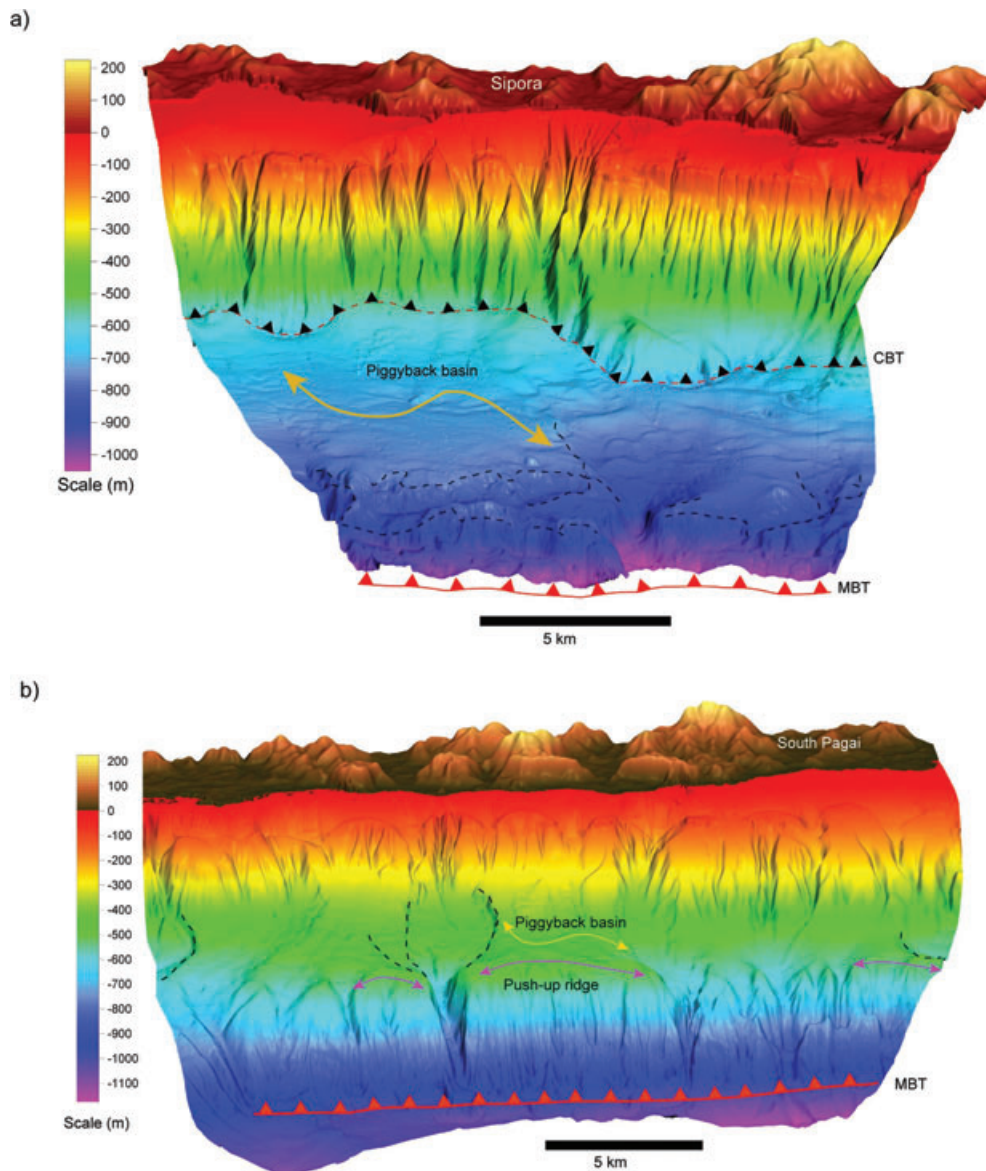 a)
200
100
0
-100
-200
-300
-400
-500
-600
-700
-800
-900
-1000
Scale (m)
Sipora
CBT
Piggyback basin
MBT
5 km
b)
200
100
0
-100
-200
-300
-400
-500
-600
-700
-800
-900
-1000
-1100
Scale (m)
South Pagai
Piggyback basin
Push-up ridge
MBT
5 km